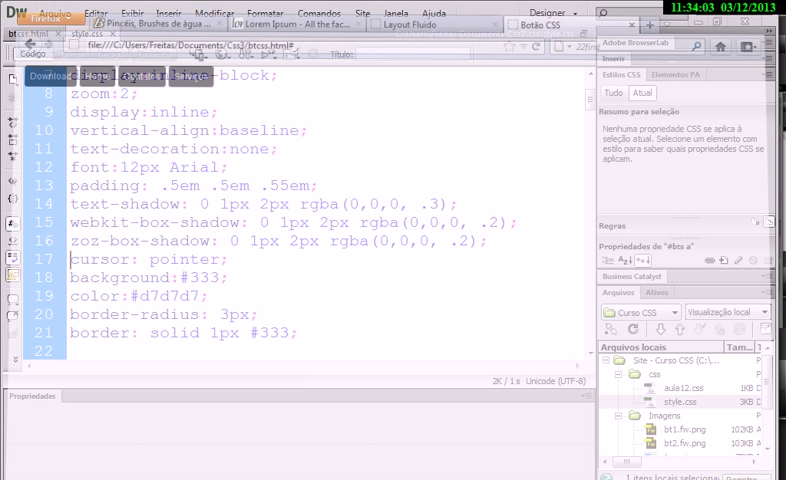 Firefox
Dw Arquivo Editar Exibir Inserir Modificar
Designer
11:34:03 03/12/2013
Pincéis, Brushes de água
Lorem Ipsum - All the fac...
Layout Fluido
Botão CSS
btcss.html
style.css
file:///C:/Users/Freitas/Documents/Css3/btcss.html#
Código
Título:
Download
Home
7 display:inline-block;
8 zoom:2;
9 display:inline;
10 vertical-align:baseline;
11 text-decoration:none;
12 font:12px Arial;
13 padding: .5em .5em .55em;
14 text-shadow: 0 1px 2px rgba(0,0,0, .3);
15 webkit-box-shadow: 0 1px 2px rgba(0,0,0, .2);
16 zoz-box-shadow: 0 1px 2px rgba(0,0,0, .2);
17 cursor: pointer;
18 background:#333;
19 color:#d7d7d7;
20 border-radius: 3px;
21 border: solid 1px #333;
22
2K / 1 s Unicode (UTF-8)
Propriedades
Adobe BrowserLab
Inserir
Estilos CSS Elementos PA
Tudo Atual
Resumo para seleção
Nenhuma propriedade CSS se aplica à
seleção atual. Selecione um elemento com
estilo para saber quais propriedades CSS se
aplicam.
Regras
Propriedades de "#bts a"
Business Catalyst
Arquivos Ativos
Curso CSS
Visualização local
Arquivos locais Tam...
Site - Curso CSS (C:\...
css
aula12.css 1KB
style.css 3KB
Imagens
bt1.fw.png 102KB
bt2.fw.png 103KB
1 itens locais seleciona